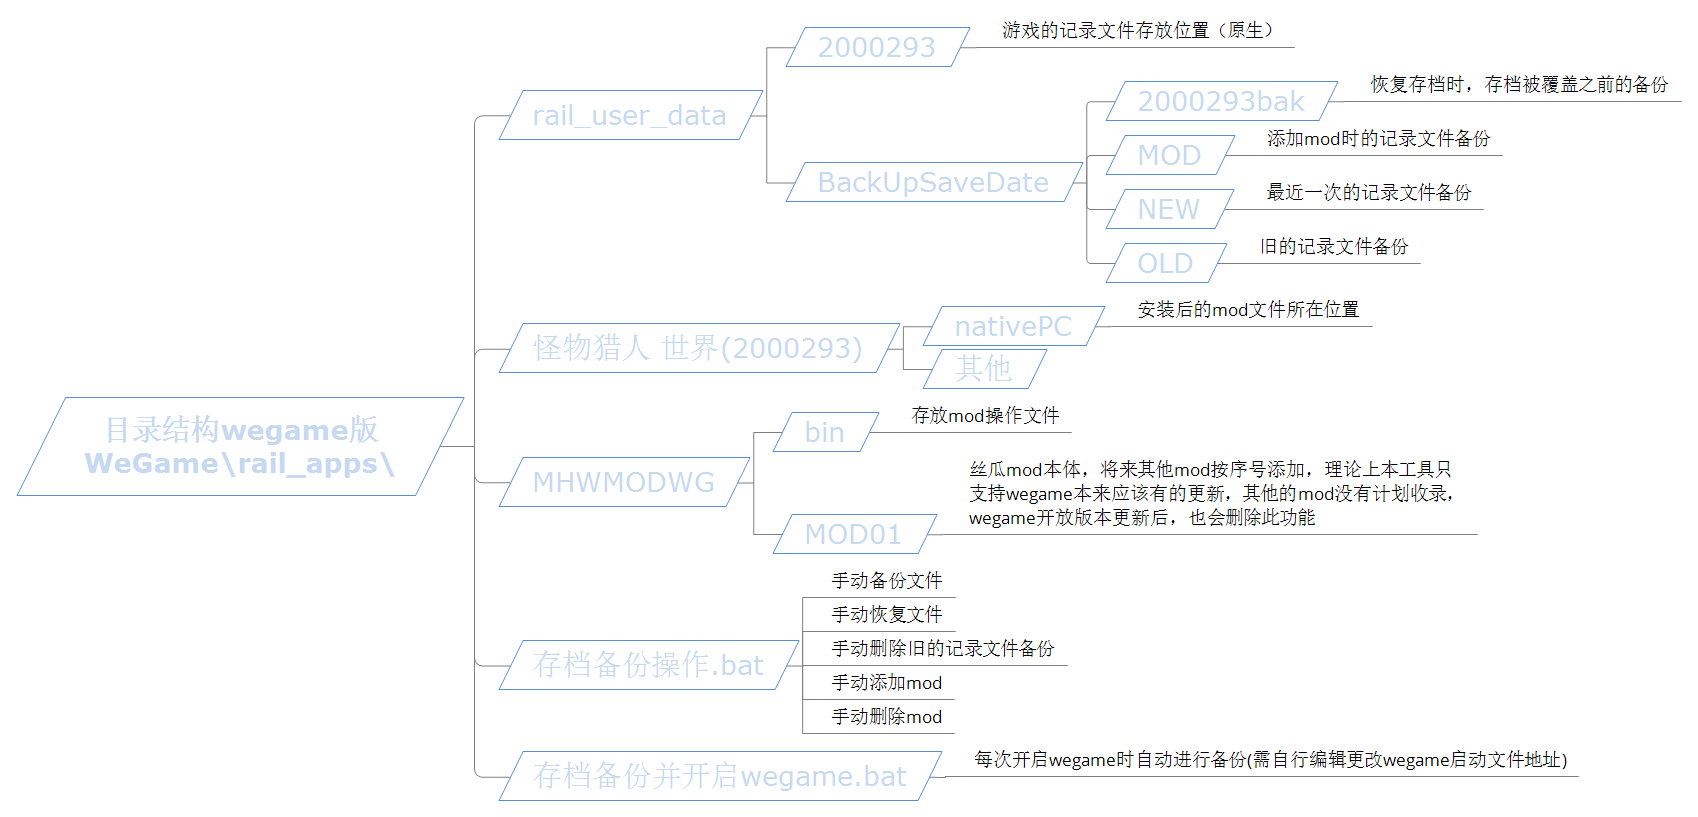 目录结构wegame版
WeGame\rail_apps\
rail_user_data
2000293
游戏的记录文件存放位置（原生）
BackUpSaveDate
2000293bak
恢复存档时，存档被覆盖之前的备份
MOD
添加mod时的记录文件备份
NEW
最近一次的记录文件备份
OLD
旧的记录文件备份
怪物猎人 世界(2000293)
nativePC
安装后的mod文件所在位置
其他
MHWMODWG
bin
存放mod操作文件
MOD01
丝瓜mod本体，将来其他mod按序号添加，理论上本工具只
支持wegame本来应该有的更新，其他的mod没有计划收录，
wegame开放版本更新后，也会删除此功能
存档备份操作.bat
手动备份文件
手动恢复文件
手动删除旧的记录文件备份
手动添加mod
手动删除mod
存档备份并开启wegame.bat
每次开启wegame时自动进行备份(需自行编辑更改wegame启动文件地址)